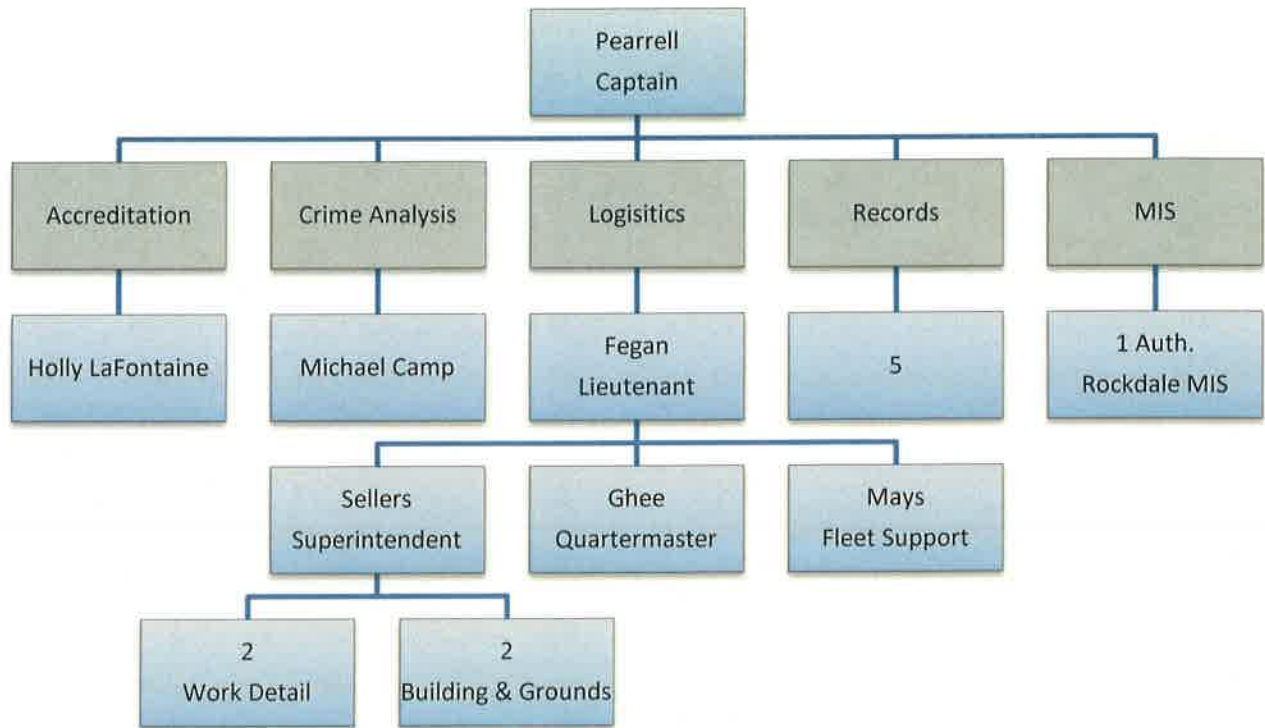 Pearrell
Captain
Accreditation
Crime Analysis
Logisitics
Records
MIS
Holly LaFontaine
Michael Camp
Fegan
Lieutenant
5
1 Auth.
Rockdale MIS
Sellers
Superintendent
Ghee
Quartermaster
Mays
Fleet Support
2
Work Detail
2
Building & Grounds